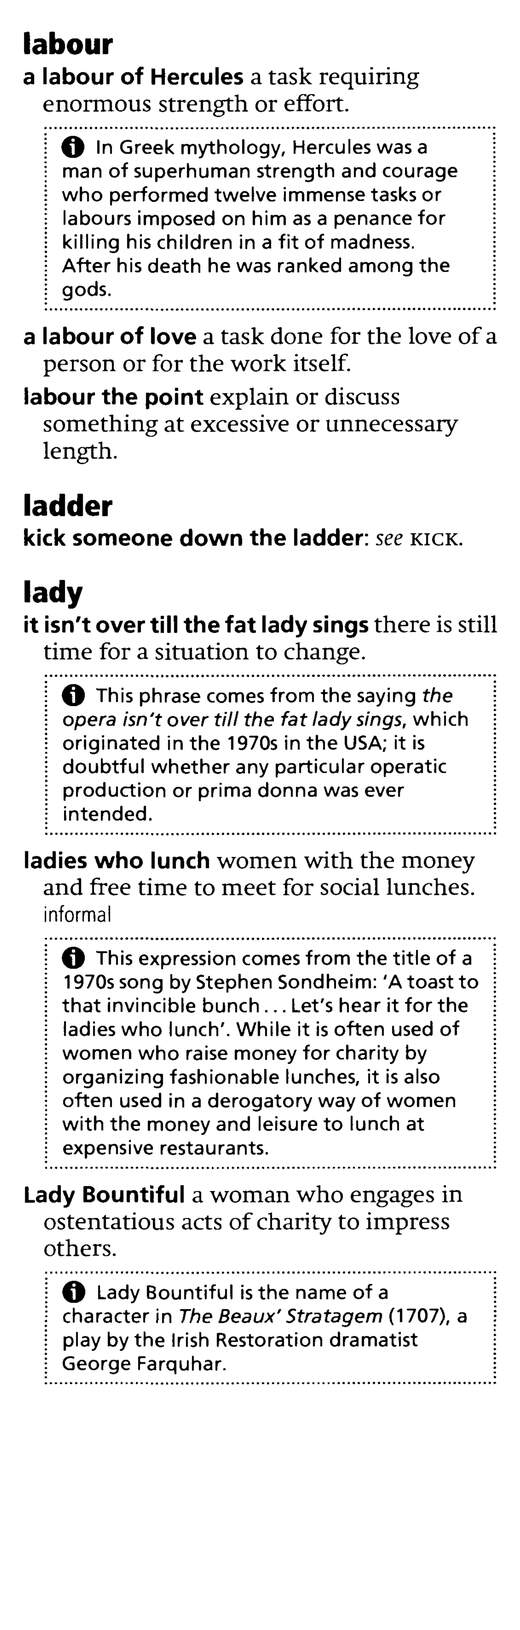 labour
a labour of Hercules a task requiring
enormous strength or effort.
In Greek mythology, Hercules was a
man of superhuman strength and courage
who performed twelve immense tasks or
labours imposed on him as a penance for
killing his children in a fit of madness.
After his death he was ranked among the
gods.
a labour of love a task done for the love of a
person or for the work itself.
labour the point explain or discuss
something at excessive or unnecessary
length.
ladder
kick someone down the ladder: see KICK.
lady
it isn't over till the fat lady sings there is still
time for a situation to change.
This phrase comes from the saying the
opera isn't over till the fat lady sings, which
originated in the 1970s in the USA; it is
doubtful whether any particular operatic
production or prima donna was ever
intended.
ladies who lunch women with the money
and free time to meet for social lunches.
informal
This expression comes from the title of a
1970s song by Stephen Sondheim: 'A toast to
that invincible bunch ... Let's hear it for the
ladies who lunch'. While it is often used of
women who raise money for charity by
organizing fashionable lunches, it is also
often used in a derogatory way of women
with the money and leisure to lunch at
expensive restaurants.
Lady Bountiful a woman who engages in
ostentatious acts of charity to impress
others.
Lady Bountiful is the name of a
character in The Beaux' Stratagem (1707), a
play by the Irish Restoration dramatist
George Farquhar.